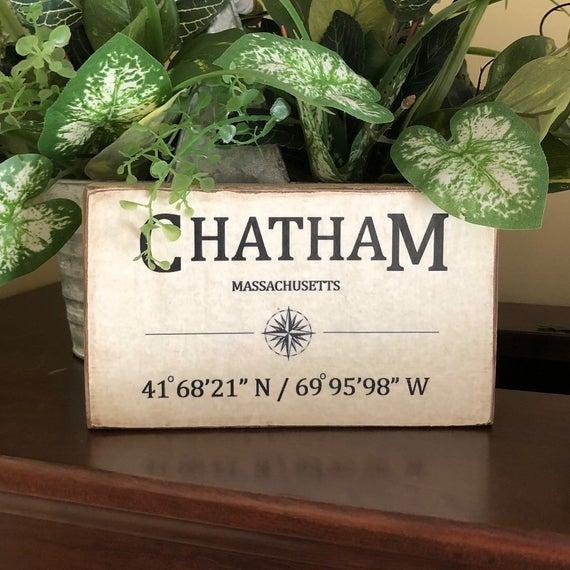 CHATHAM
MASSACHUSETTS
41°68’21” N / 69°95’98” W